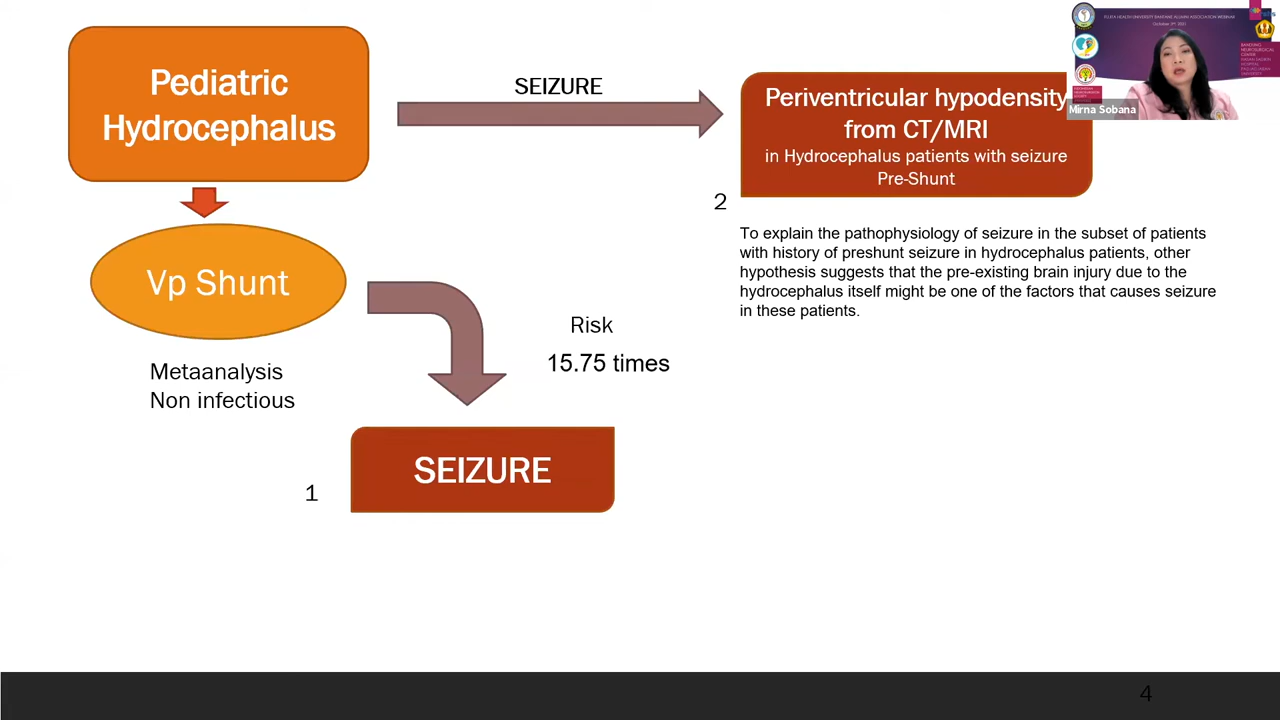 Pediatric
Hydrocephalus
SEIZURE
Periventricular hypodensity
from CT/MRI
in Hydrocephalus patients with seizure
Pre-Shunt
2
To explain the pathophysiology of seizure in the subset of patients
with history of preshunt seizure in hydrocephalus patients, other
hypothesis suggests that the pre-existing brain injury due to the
hydrocephalus itself might be one of the factors that causes seizure
in these patients.
Vp Shunt
Metaanalysis
Non infectious
Risk
15.75 times
SEIZURE
1
4
Mirna Sobana
BANDUNG
NEUROSURGICAL
CENTER